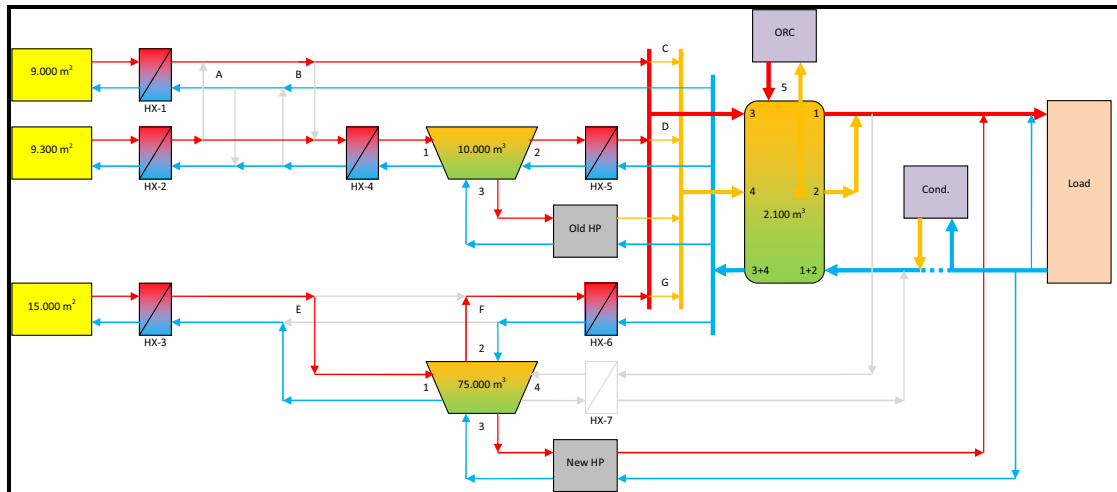 ORC
C
9.000 m²
A
B
5
HX-1
3
1
D
9.300 m²
1
10.000 m³
2
HX-2
HX-4
HX-5
3
4
2
Cond.
Load
2.100 m³
Old HP
3+4
1+2
15.000 m²
E
F
G
HX-3
2
HX-6
1
75.000 m³
4
3
HX-7
New HP